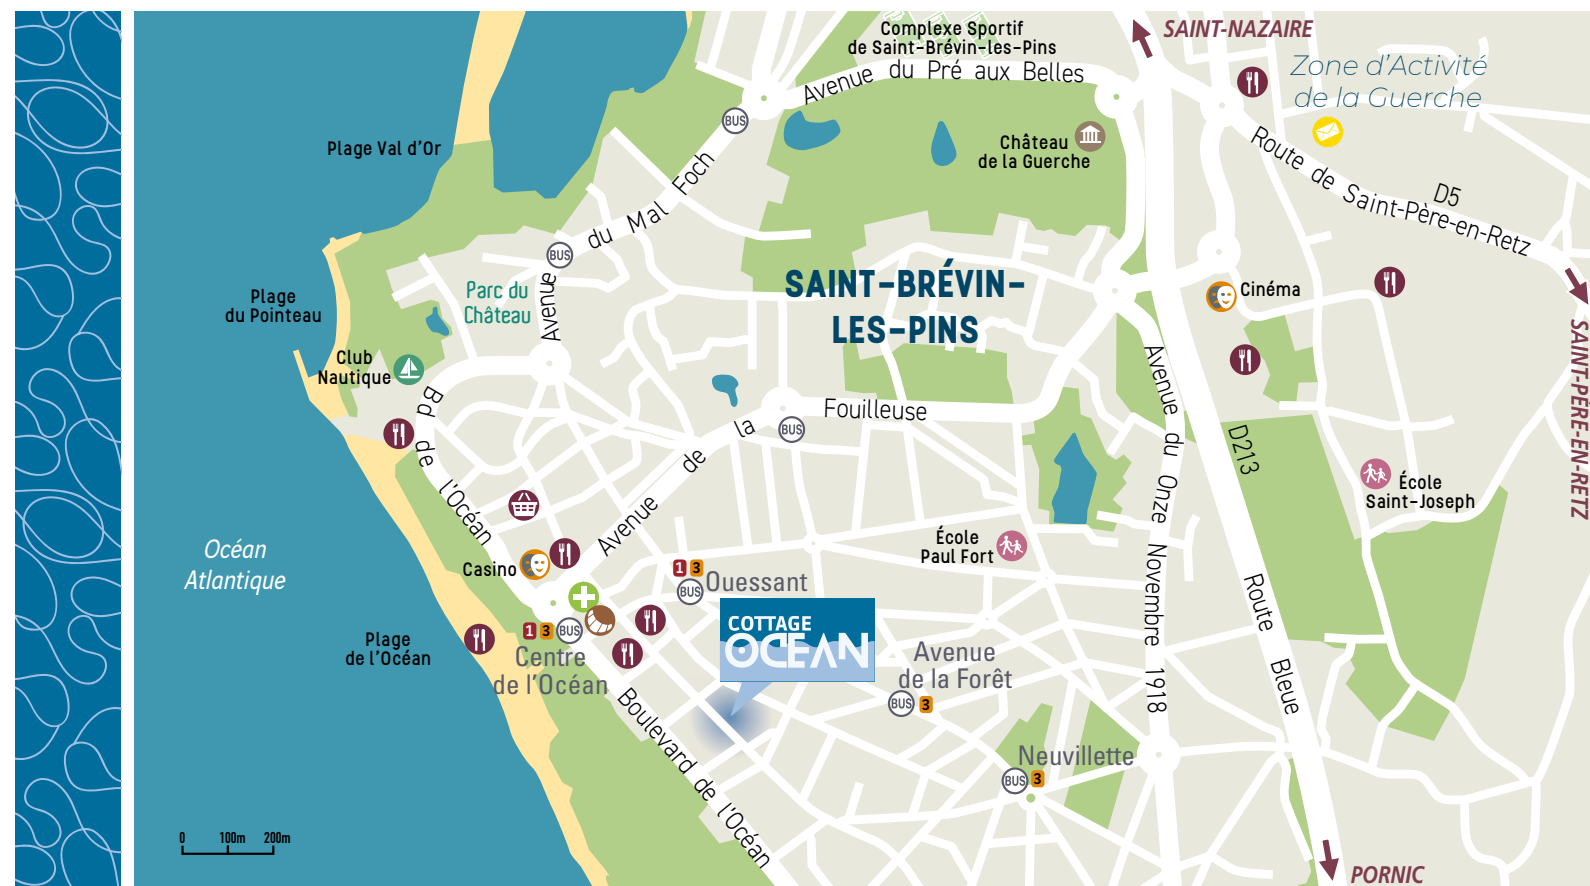 Complexe Sportif
de Saint-Brévin-les-Pins
SAINT-NAZAIRE
Avenue du Pré aux Belles
Zone d'Activité
de la Guerche
BUS
Plage Val d'Or
Château
de la Guerche
Route de Saint-Père-en-Retz
D5
Avenue du Mal Foch
BUS
SAINT-BRÉVIN-
LES-PINS
Parc du
Château
Plage
du Pointeau
Cinéma
SAINT-PÈRE-EN-RETZ
Club
Nautique
Bd de l'Océan
Avenue de la Fouilleuse
BUS
Avenue du Onze Novembre 1918
D213
Route Bleue
École
Saint-Joseph
École
Paul Fort
Océan
Atlantique
Casino
1 3
BUS
Ouessant
COTTAGE
OCEAN
1 3 BUS
Centre
de l'Océan
Plage
de l'Océan
Avenue
de la Forêt
BUS 3
Boulevard de l'Océan
Neuvillette
BUS 3
0 100m 200m
PORNIC